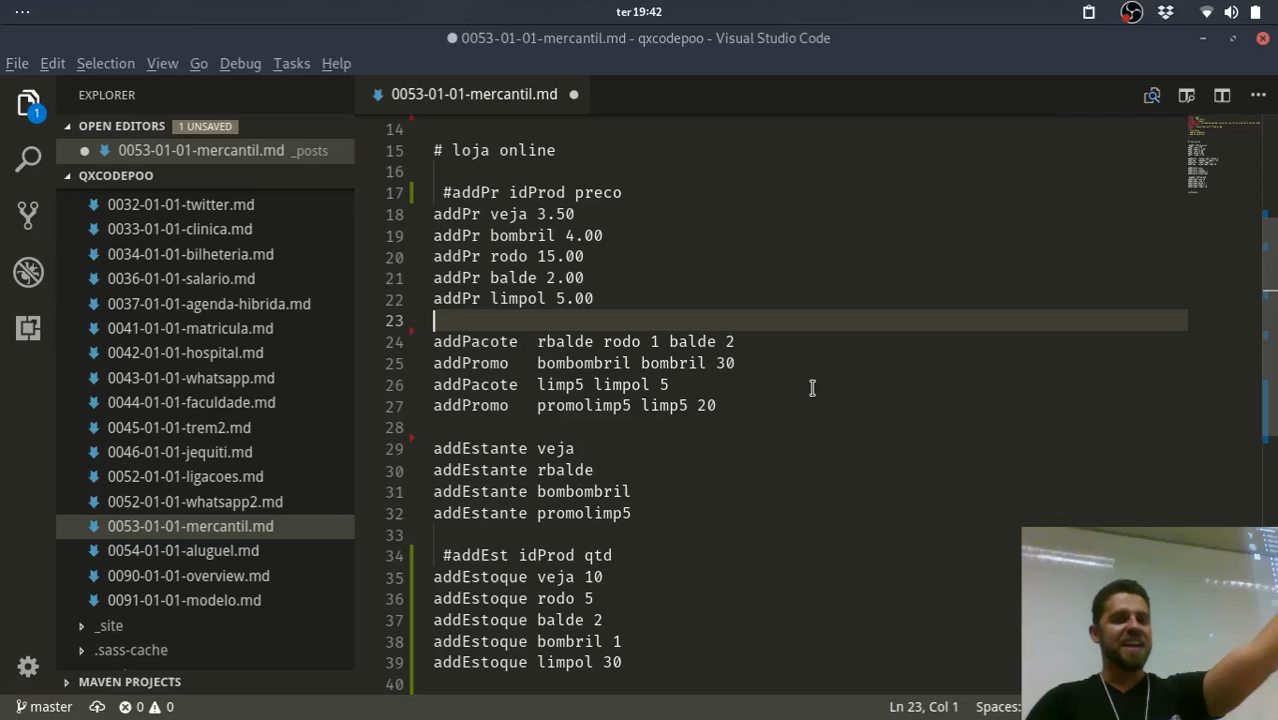 ter 19:42
0053-01-01-mercantil.md - qxcodepoo - Visual Studio Code
File Edit Selection View Go Debug Tasks Help
EXPLORER
0053-01-01-mercantil.md
OPEN EDITORS 1 UNSAVED
0053-01-01-mercantil.md _posts
QXCODEPOO
0032-01-01-twitter.md
0033-01-01-clinica.md
0034-01-01-bilheteria.md
0036-01-01-salario.md
0037-01-01-agenda-hibrida.md
0041-01-01-matricula.md
0042-01-01-hospital.md
0043-01-01-whatsapp.md
0044-01-01-faculdade.md
0045-01-01-trem2.md
0046-01-01-jequiti.md
0052-01-01-ligacoes.md
0052-01-01-whatsapp2.md
0053-01-01-mercantil.md
0054-01-01-aluguel.md
0090-01-01-overview.md
0091-01-01-modelo.md
_site
.sass-cache
MAVEN PROJECTS
1
14
15 # loja online
16
17 #addPr idProd preco
18 addPr veja 3.50
19 addPr bombril 4.00
20 addPr rodo 15.00
21 addPr balde 2.00
22 addPr limpol 5.00
23
24 addPacote rbalde rodo 1 balde 2
25 addPromo bombombril bombril 30
26 addPacote limp5 limpol 5
27 addPromo promolimp5 limp5 20
28
29 addEstante veja
30 addEstante rbalde
31 addEstante bombombril
32 addEstante promolimp5
33
34 #addEst idProd qtd
35 addEstoque veja 10
36 addEstoque rodo 5
37 addEstoque balde 2
38 addEstoque bombril 1
39 addEstoque limpol 30
40
master 0 0 Ln 23, Col 1 Spaces: